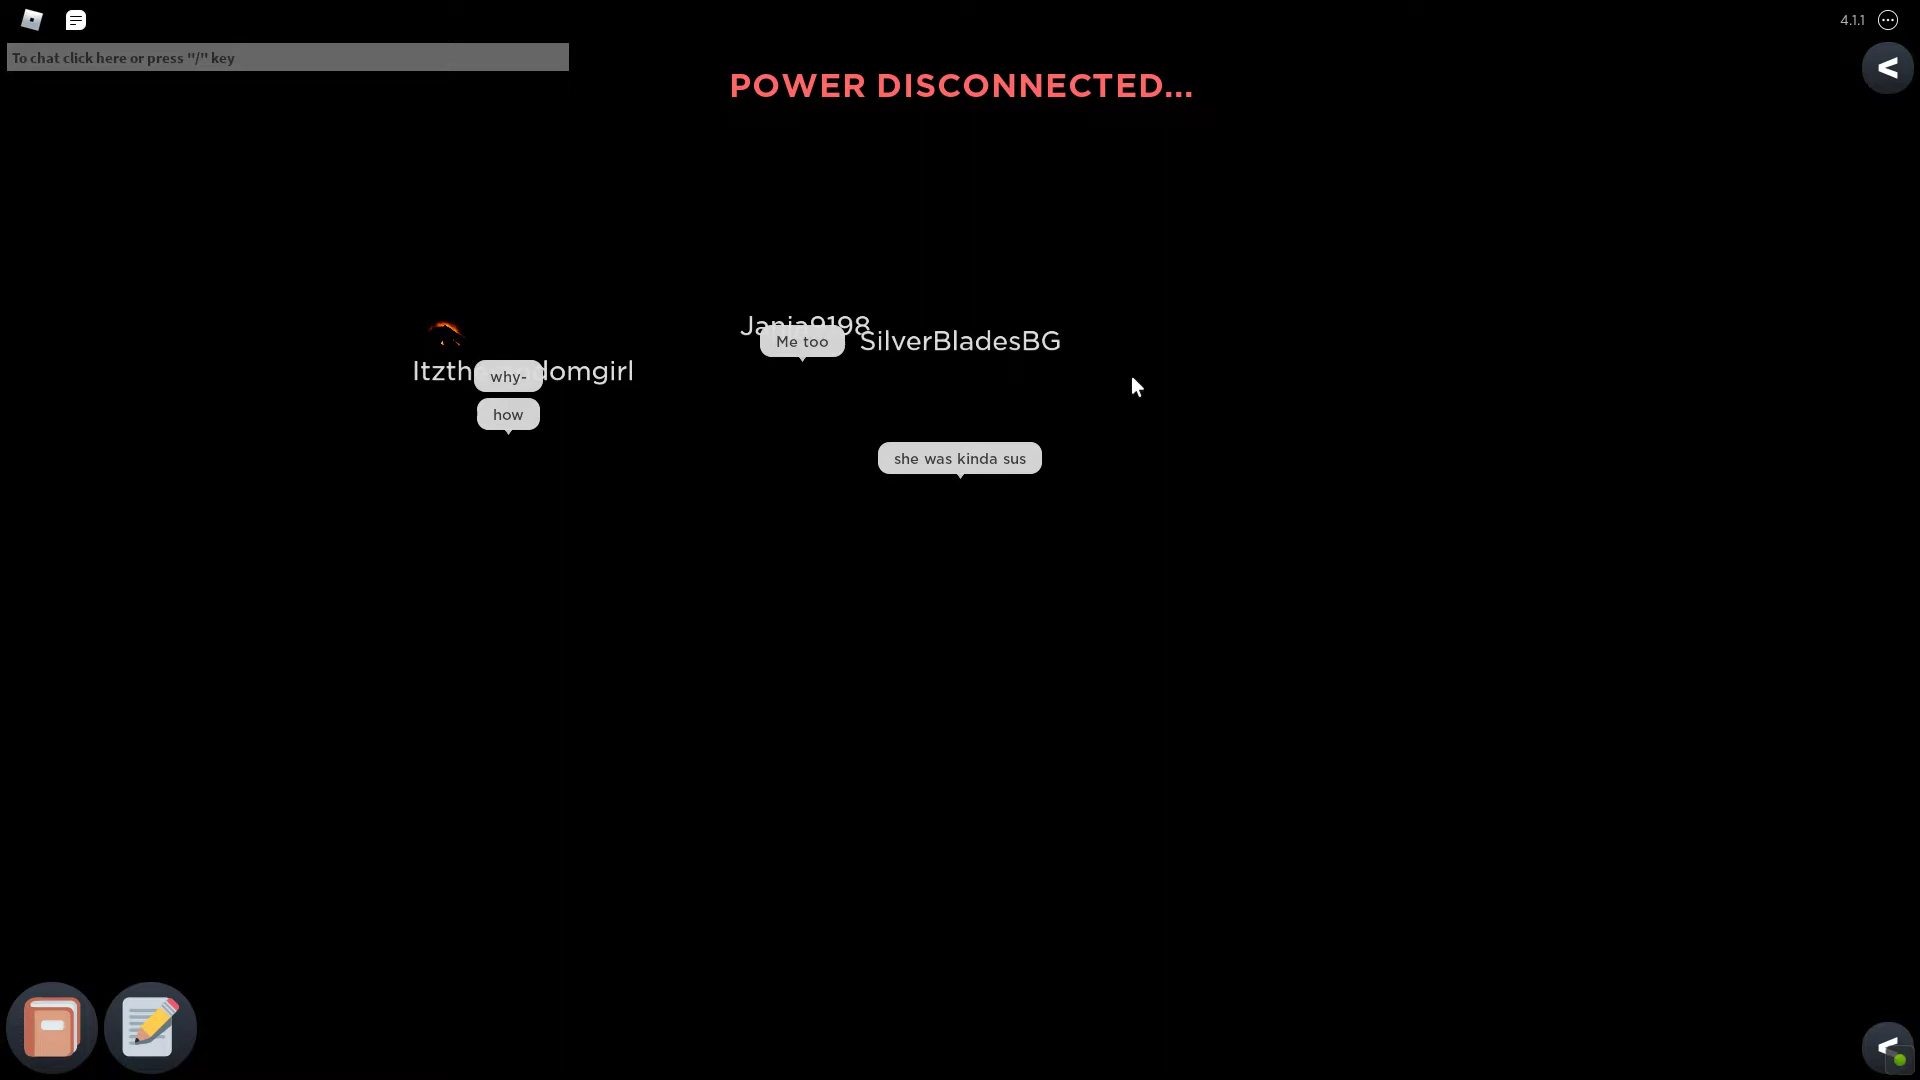 4.1.1
To chat click here or press "/" key
POWER DISCONNECTED...
Me too
SilverBladesBG
why-
how
she was kinda sus